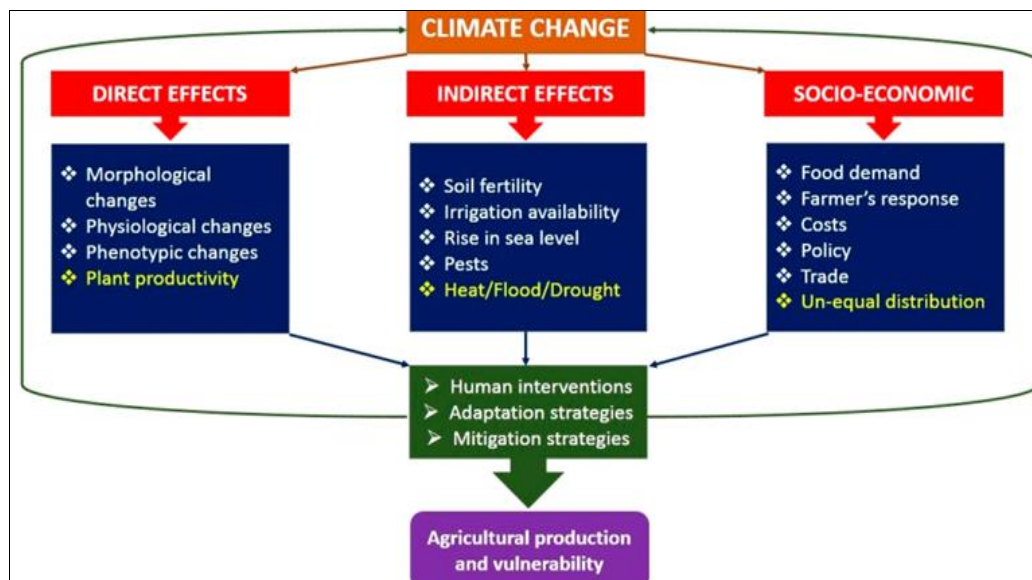 CLIMATE CHANGE
DIRECT EFFECTS
❖ Morphological
changes
❖ Physiological changes
❖ Phenotypic changes
❖ Plant productivity
INDIRECT EFFECTS
❖ Soil fertility
❖ Irrigation availability
❖ Rise in sea level
❖ Pests
❖ Heat/Flood/Drought
SOCIO-ECONOMIC
❖ Food demand
❖ Farmer's response
❖ Costs
❖ Policy
❖ Trade
❖ Un-equal distribution
➢ Human interventions
➢ Adaptation strategies
➢ Mitigation strategies
Agricultural production
and vulnerability